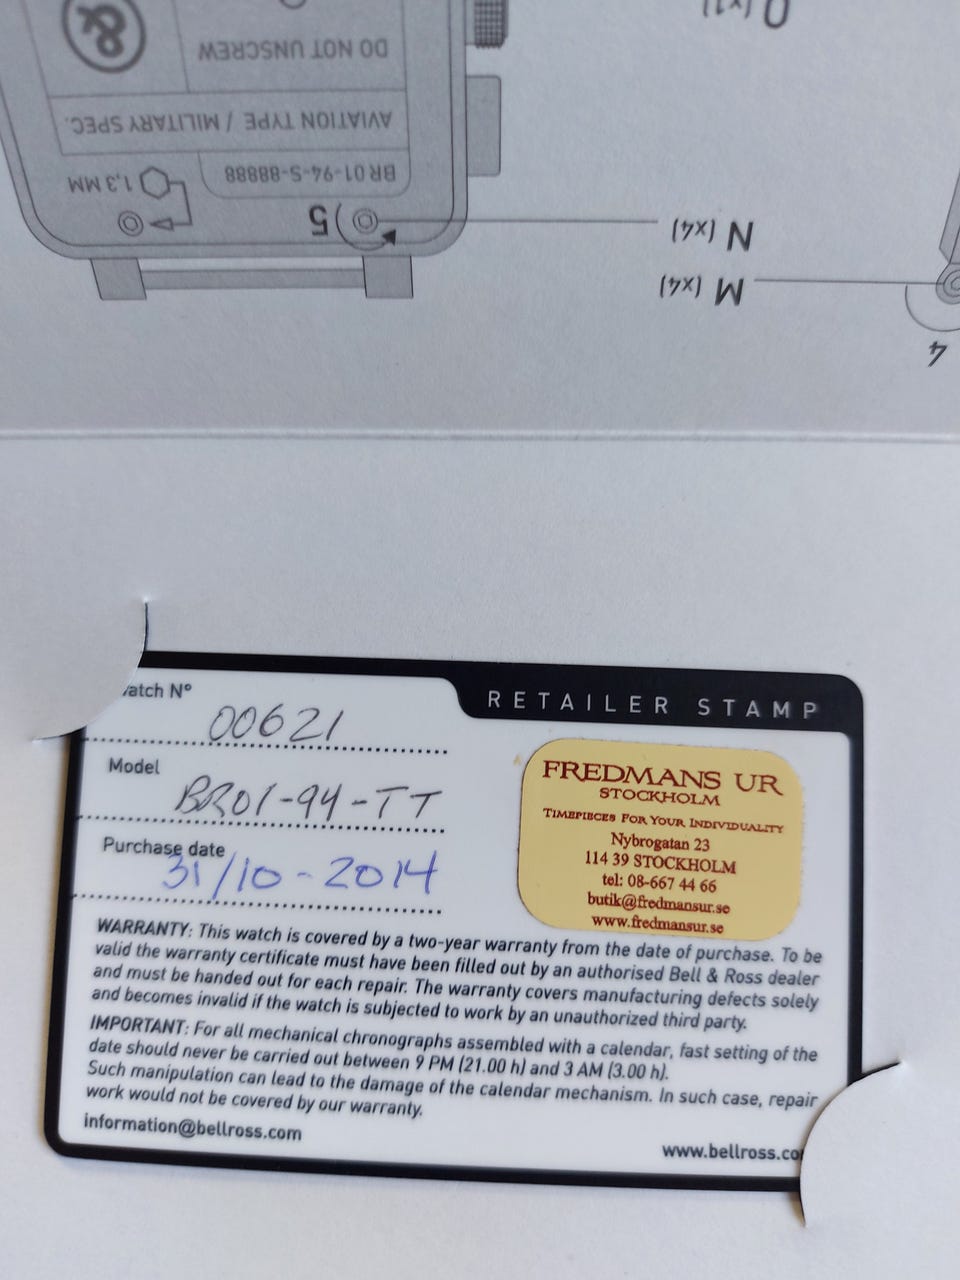 O (x1)
&
DO NOT UNSCREW
AVIATION TYPE / MILITARY SPEC.
BR 01-94-S-88888
1,3 MM
5
N (x4)
M (x4)
4
RETAILER STAMP
atch N°
00621
Model
BR01-94-TT
Purchase date
31/10-2014
FREDMANS UR
STOCKHOLM
TIMEPIECES FOR YOUR INDIVIDUALITY
Nybrogatan 23
114 39 STOCKHOLM
tel: 08-667 44 66
butik@fredmansur.se
www.fredmansur.se
WARRANTY: This watch is covered by a two-year warranty from the date of purchase. To be
valid the warranty certificate must have been filled out by an authorised Bell & Ross dealer
and must be handed out for each repair. The warranty covers manufacturing defects solely
and becomes invalid if the watch is subjected to work by an unauthorized third party.
IMPORTANT: For all mechanical chronographs assembled with a calendar, fast setting of the
date should never be carried out between 9 PM (21.00 h) and 3 AM (3.00 h).
Such manipulation can lead to the damage of the calendar mechanism. In such case, repair
work would not be covered by our warranty.
information@bellross.com
www.bellross.co